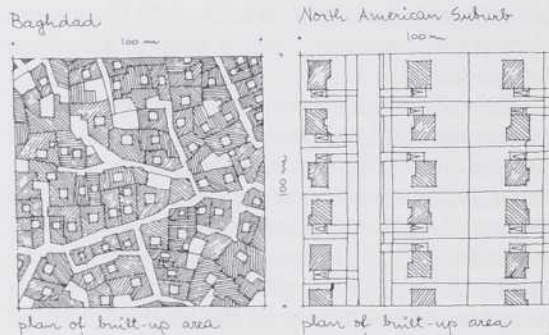 Baghdad
100 m
plan of built-up area
North American Suburb
100 m
100 m
plan of built-up area